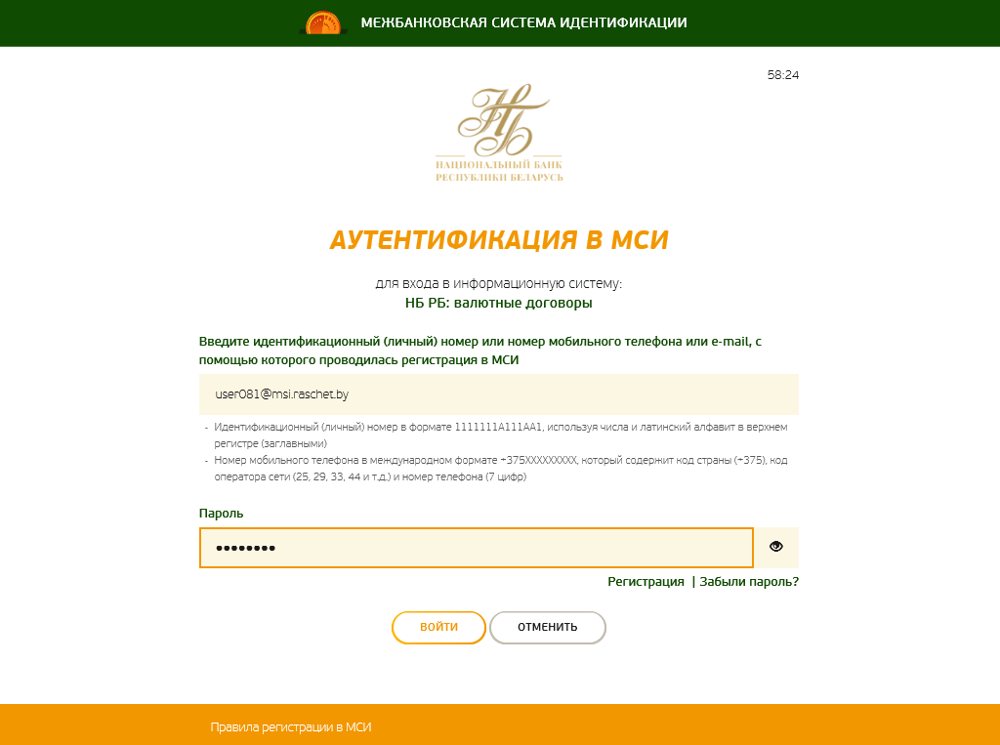 МЕЖБАНКОВСКАЯ СИСТЕМА ИДЕНТИФИКАЦИИ
58:24
НБ
НАЦИОНАЛЬНЫЙ БАНК
РЕСПУБЛИКИ БЕЛАРУСЬ
АУТЕНТИФИКАЦИЯ В МСИ
для входа в информационную систему:
НБ РБ: валютные договоры
Введите идентификационный (личный) номер или номер мобильного телефона или e-mail, с
помощью которого проводилась регистрация в МСИ
user081@msi.raschet.by
- Идентификационный (личный) номер в формате 1111111A111AA1, используя числа и латинский алфавит в верхнем
регистре (заглавными)
- Номер мобильного телефона в международном формате +375XXXXXXXXX, который содержит код страны (+375), код
оператора сети (25, 29, 33, 44 и т.д.) и номер телефона (7 цифр)
Пароль
••••••••
Регистрация | Забыли пароль?
ВОЙТИ ОТМЕНИТЬ
Правила регистрации в МСИ